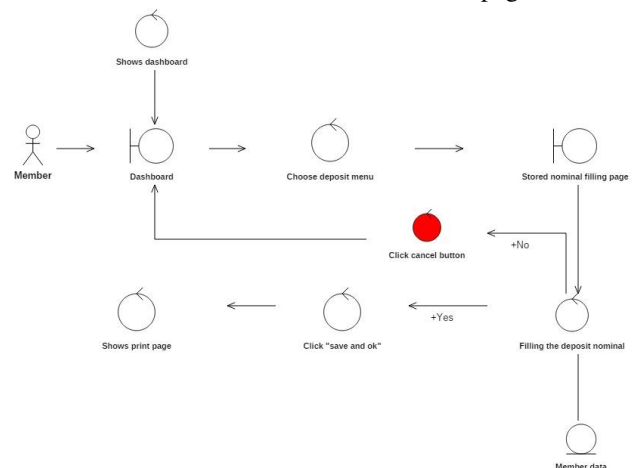 Shows dashboard
Member
Dashboard
Choose deposit menu
Stored nominal filling page
Click cancel button
+No
+Yes
Shows print page
Click "save and ok"
Filling the deposit nominal
Member data